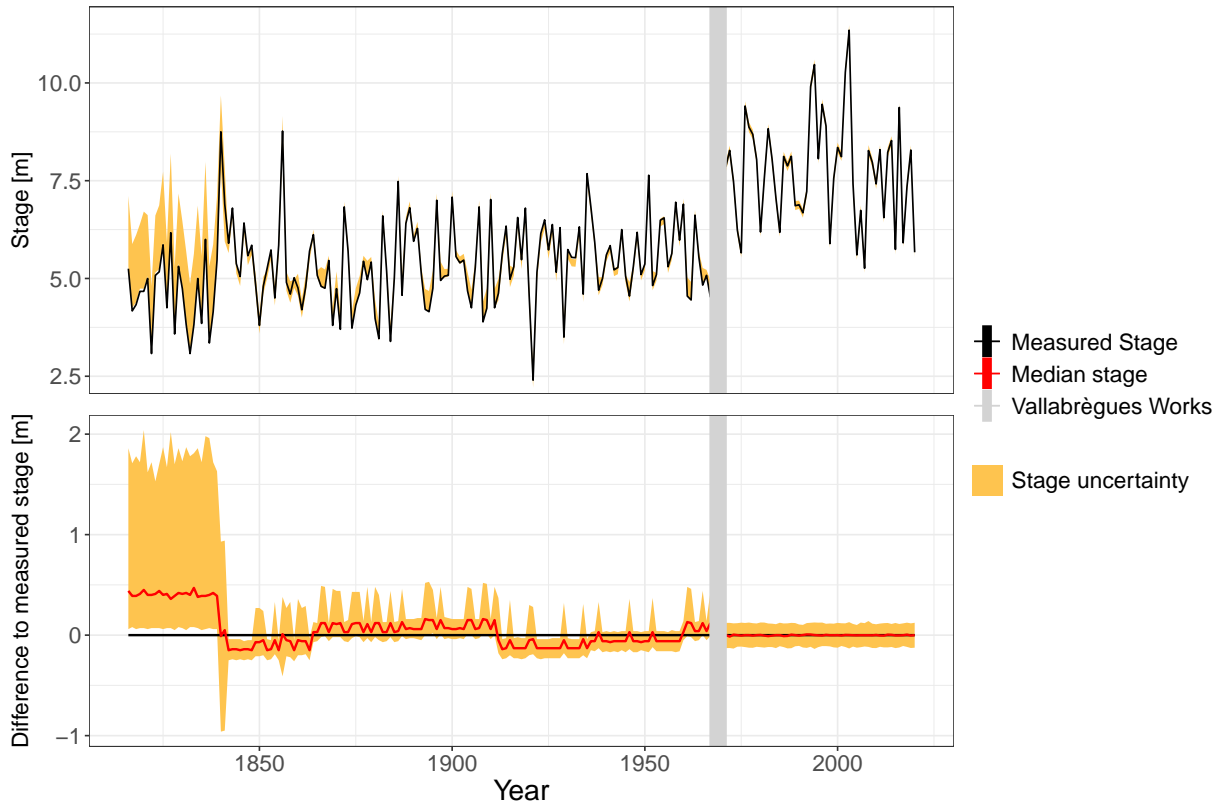 Stage [m]
10.0
7.5
5.0
2.5
Difference to measured stage [m]
2
1
0
−1
1850
1900
1950
2000
Year
Measured Stage
Median stage
Vallabrègues Works
Stage uncertainty